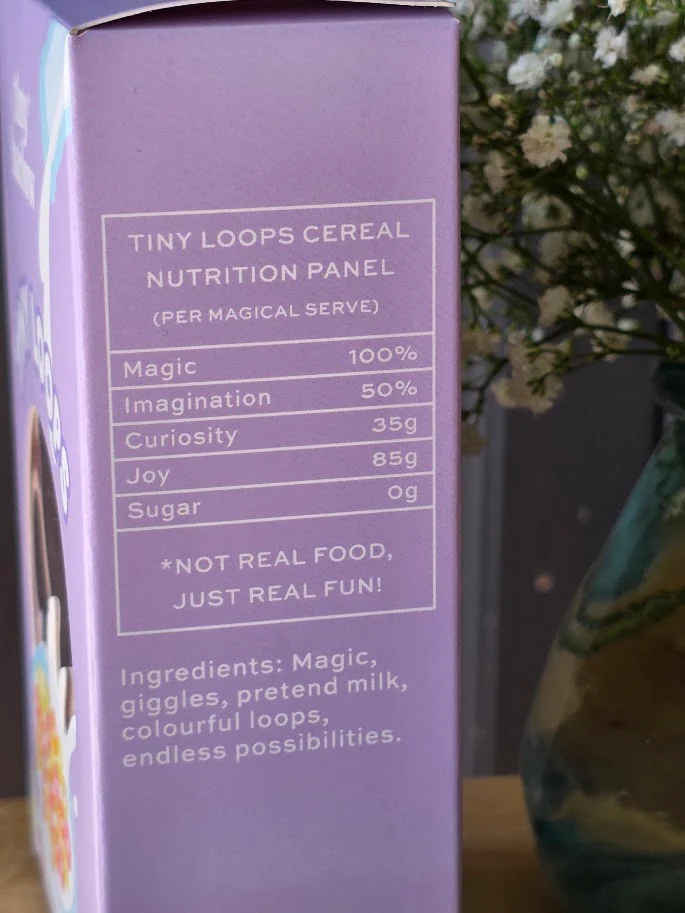 TINY LOOPS CEREAL
NUTRITION PANEL
(PER MAGICAL SERVE)
Magic 100%
Imagination 50%
Curiosity 35g
Joy 85g
Sugar 0g
*NOT REAL FOOD,
JUST REAL FUN!
Ingredients: Magic,
giggles, pretend milk,
colourful loops,
endless possibilities.